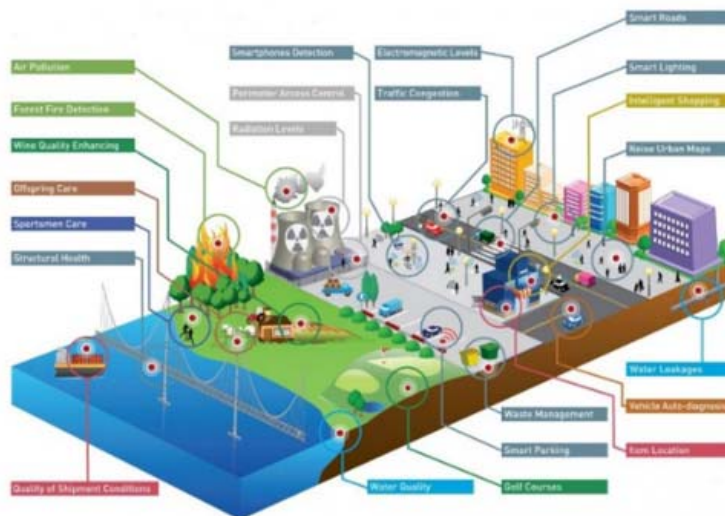 Smart Roads
Smartphones Detection
Electromagnetic Levels
Air Pollution
Smart Lighting
Perimeter Access Control
Traffic Congestion
Intelligent Shopping
Forest Fire Detection
Radiation Levels
Wine Quality Enhancing
Noise Urban Maps
Offspring Care
Sportsmen Care
Structural Health
Water Leakages
Vehicle Auto-diagnos
Waste Management
Smart Parking
Item Location
Quality of Shipment Conditions
Water Quality
Golf Courses